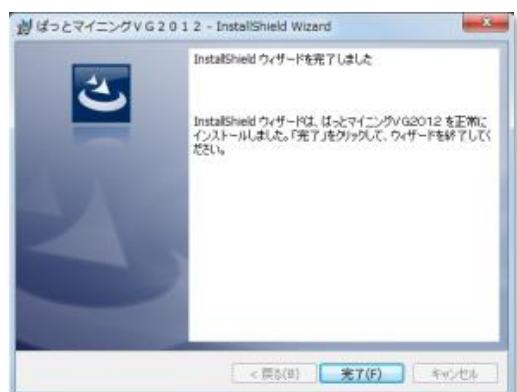 ぱっとマイニングVG2012 - InstallShield Wizard
InstallShield ウィザードを完了しました
InstallShield ウィザードは、ぱっとマイニングVG2012 を正常に
インストールしました。「完了」をクリックして、ウィザードを終了してく
ださい。
< 戻る(B)
完了(F)
キャンセル